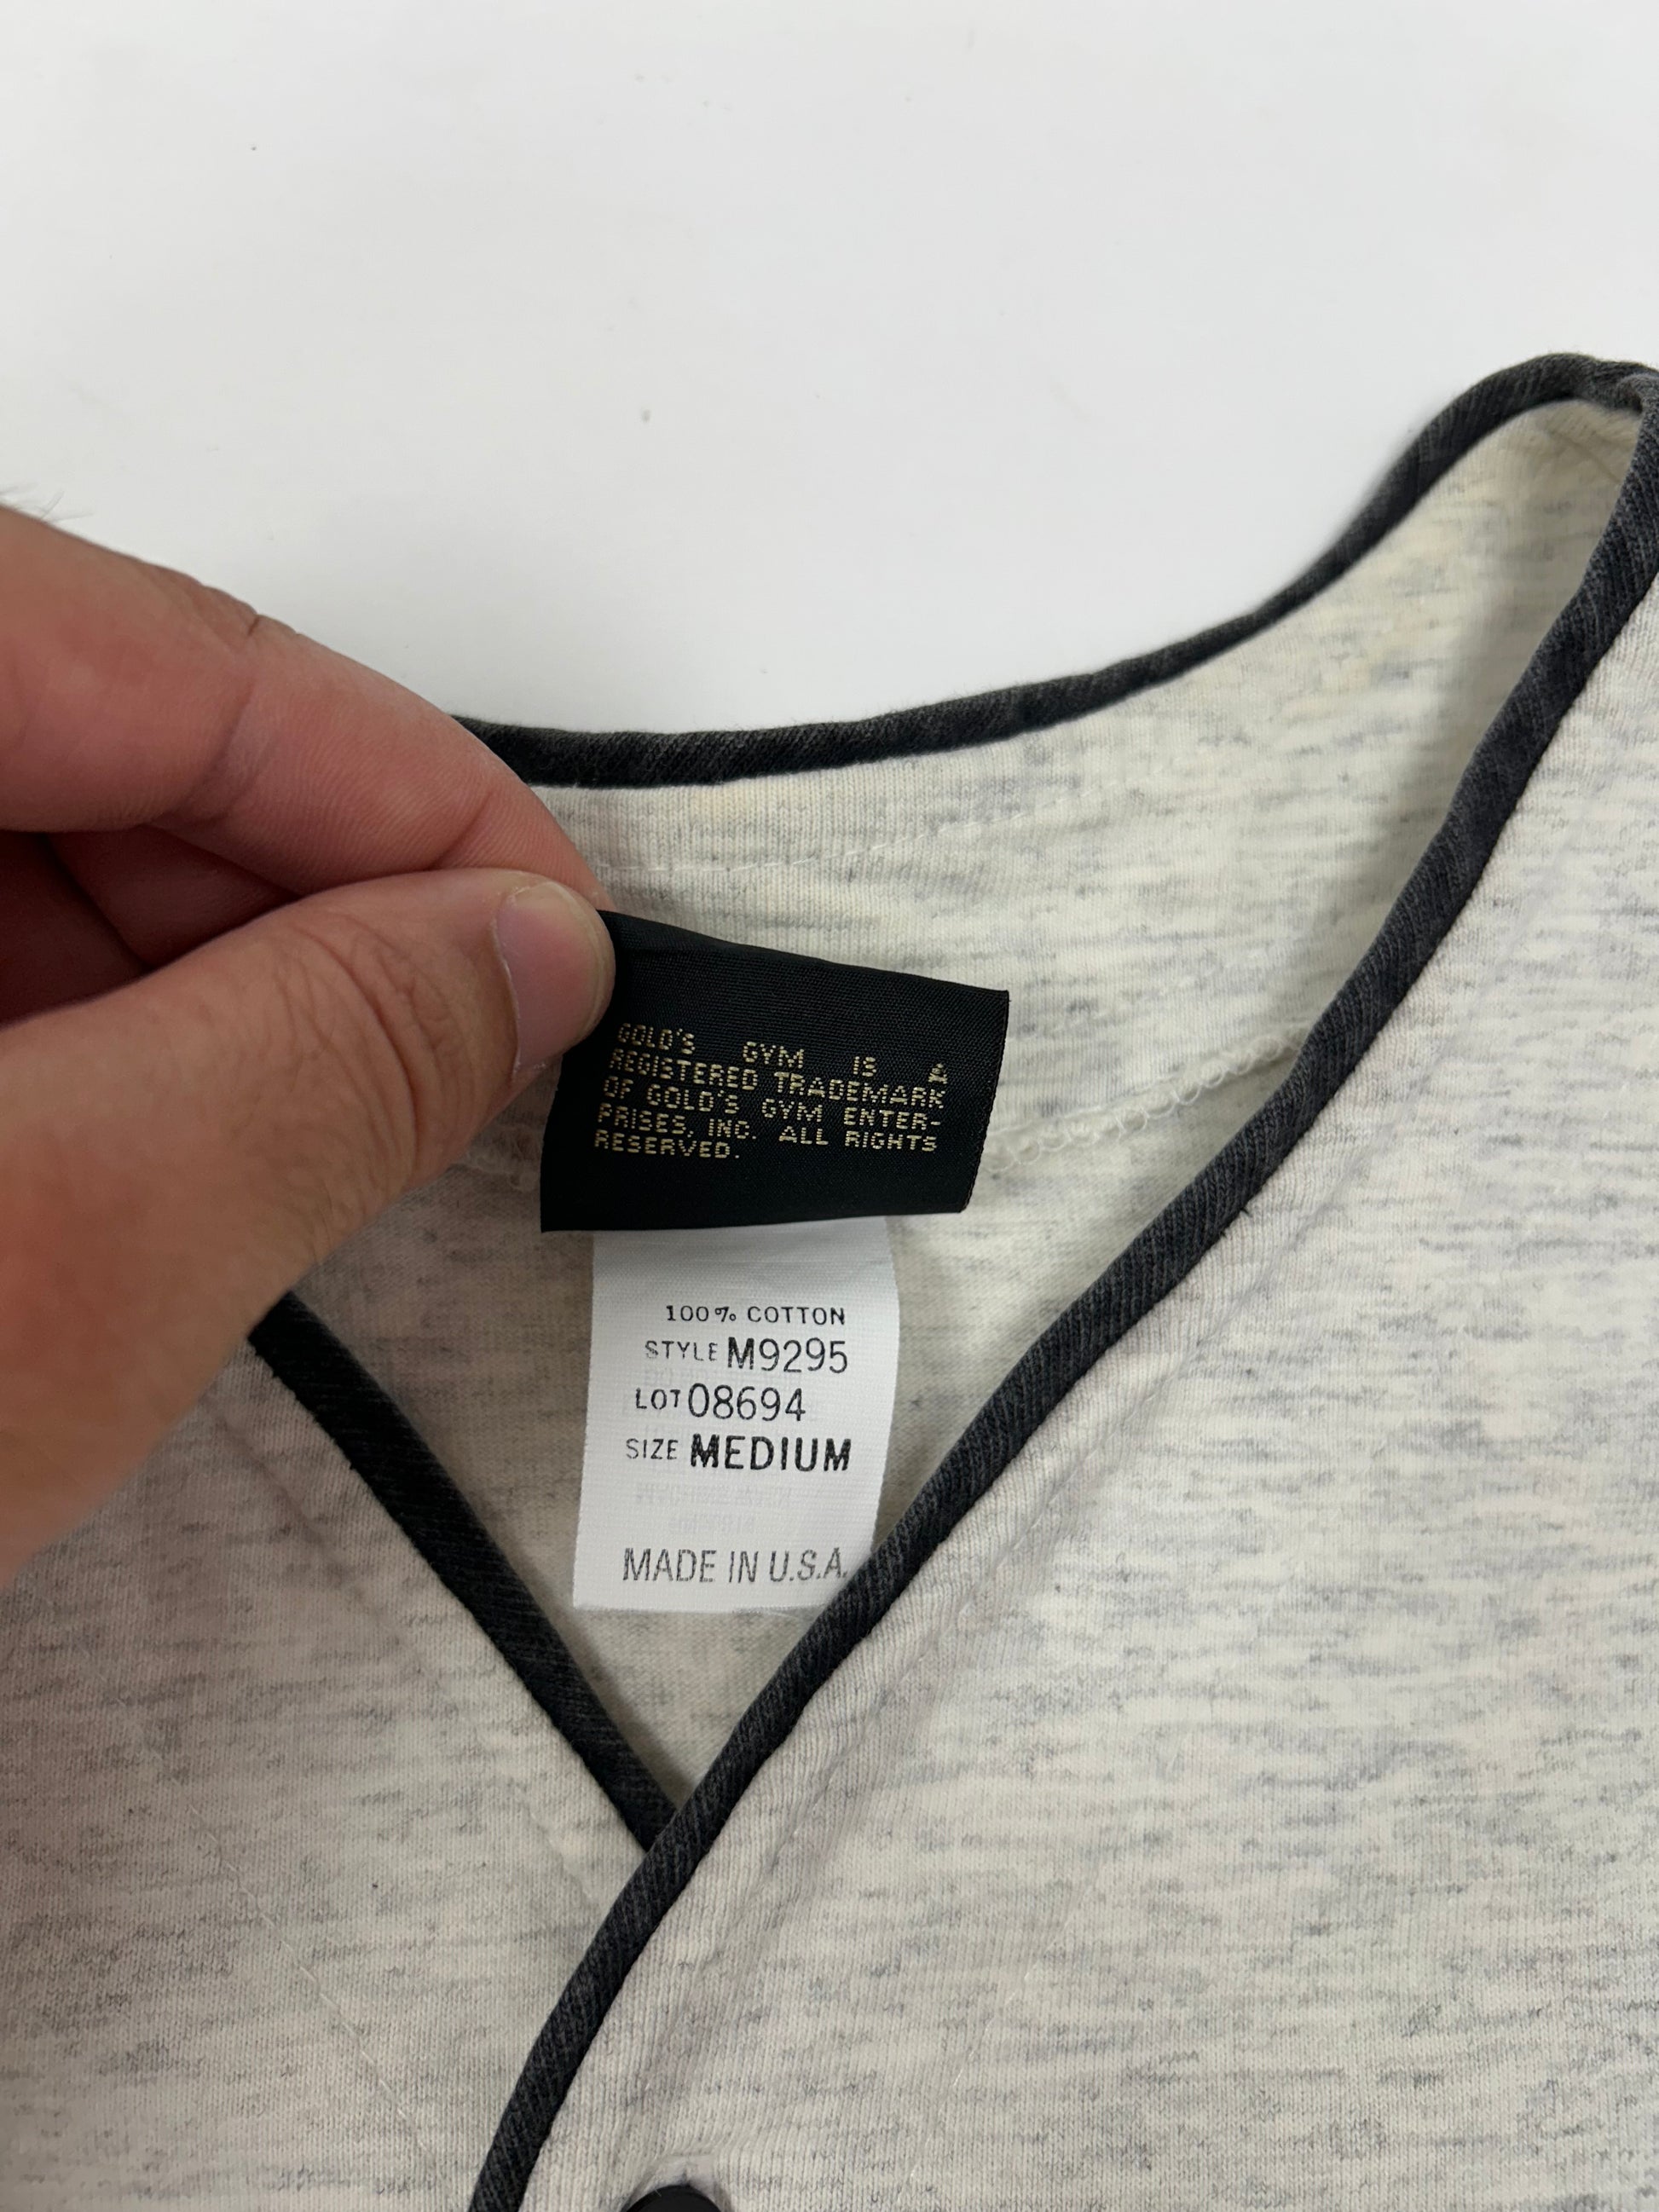 GOLD'S GYM IS A
REGISTERED TRADEMARK
OF GOLD'S GYM ENTER-
PRISES, INC. ALL RIGHTS
RESERVED.
100% COTTON
STYLE M9295
LOT 08694
SIZE MEDIUM
MADE IN U.S.A.